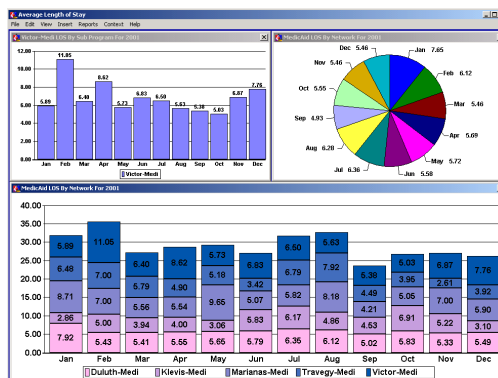 Average Length of Stay
File Edit View Insert Reports Context Help
Victor-Medi LOS By Sub Program For 2001
12.00
10.00
8.00
6.00
4.00
2.00
0.00
5.89 11.05 6.40 8.62 5.73 6.83 6.50 5.63 5.38 5.03 6.87 7.76
Jan Feb Mar Apr May Jun Jul Aug Sep Oct Nov Dec
Victor-Medi
MedicAid LOS By Network For 2001
Jan 7.65
Feb 6.12
Mar 5.46
Apr 5.69
May 5.72
Jun 5.58
Jul 6.36
Aug 6.28
Sep 4.93
Oct 5.55
Nov 5.46
Dec 5.46
MedicAid LOS By Network For 2001
40.00
35.00
30.00
25.00
20.00
15.00
10.00
5.00
0.00
5.89 11.05 6.40 8.62 5.73 6.83 6.50 5.63 5.38 5.03 6.87 7.76
6.48 7.00 5.79 4.90 5.18 3.42 6.79 7.92 4.49 3.95 2.61 3.92
8.71 7.00 5.56 5.54 9.65 5.07 5.82 8.18 4.21 5.05 7.00 5.90
2.86 5.00 3.94 4.00 3.06 5.83 6.17 4.86 4.53 6.91 5.22 3.10
7.92 5.43 5.41 5.55 5.65 5.79 6.35 6.12 5.02 5.83 5.33 5.49
Jan Feb Mar Apr May Jun Jul Aug Sep Oct Nov Dec
Duluth-Medi Klevis-Medi Marianas-Medi Travegy-Medi Victor-Medi